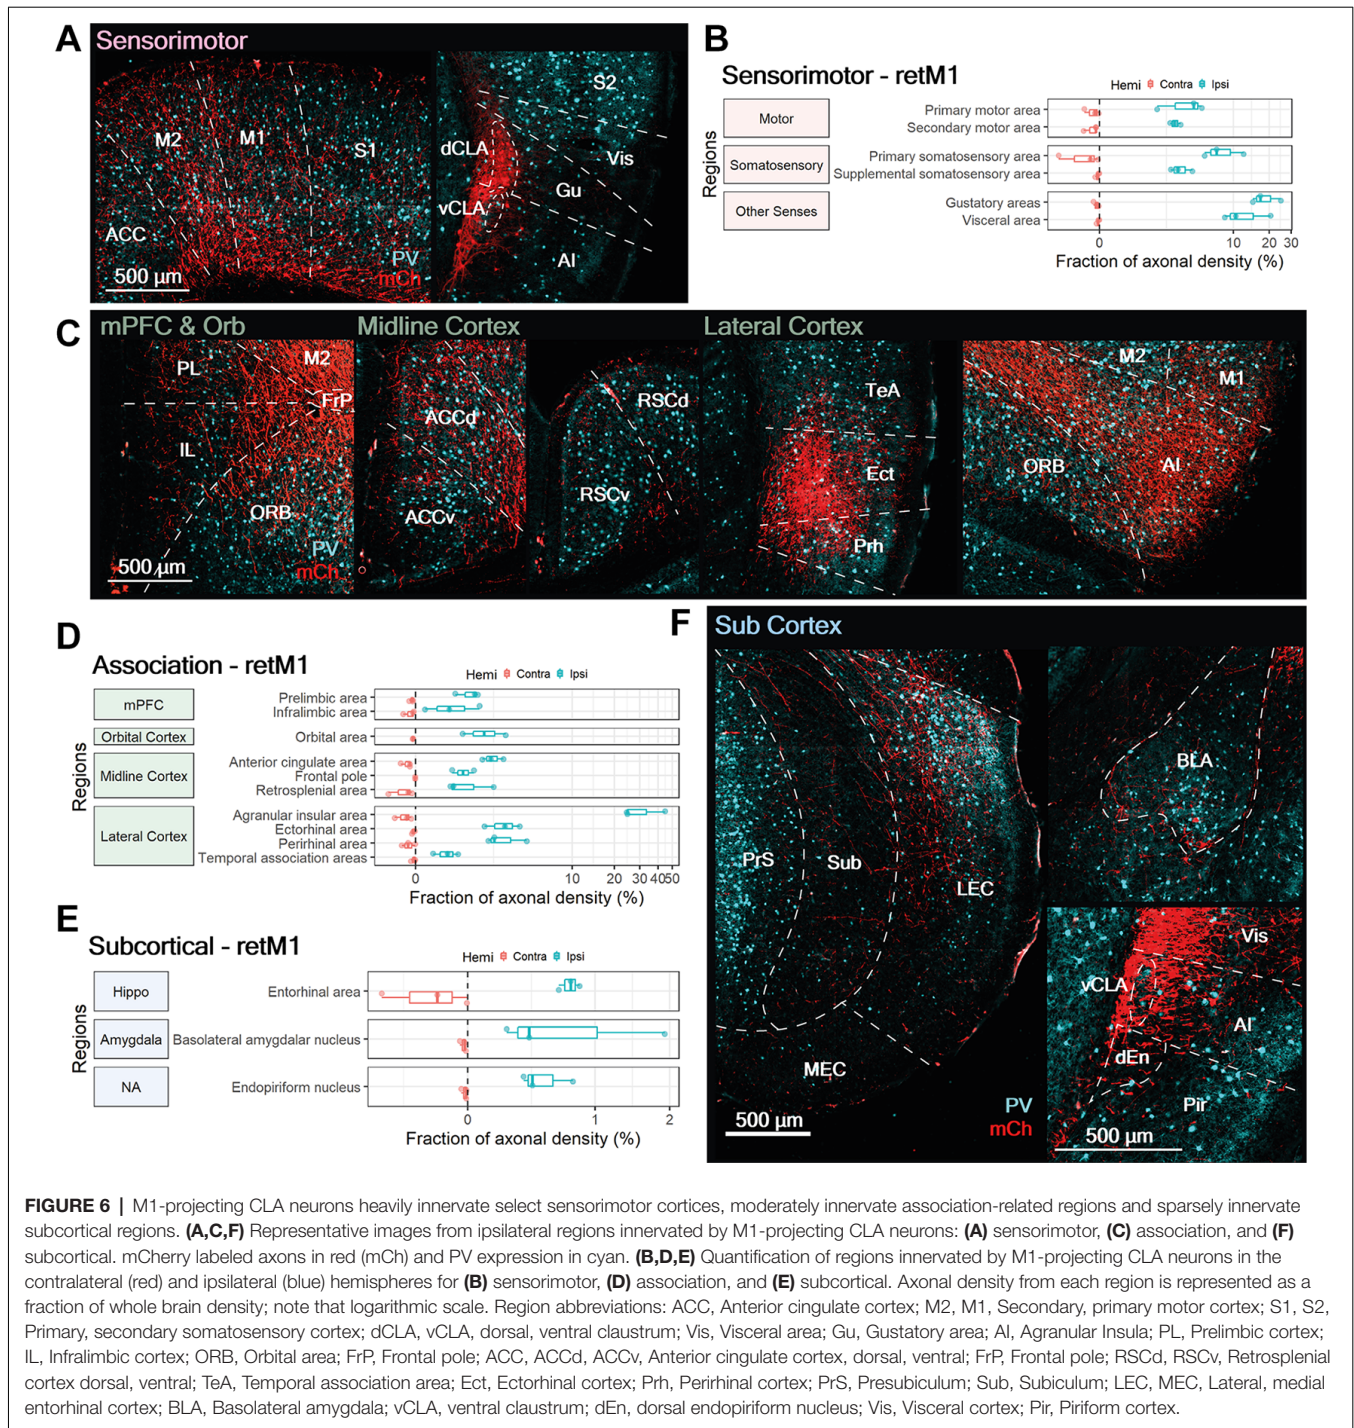 A
Sensorimotor
M2
M1
S1
ACC
500 µm
PV
mCh
S2
dCLA
Vis
Gu
vCLA
AI
B
Sensorimotor - retM1
Hemi Contra Ipsi
Regions
Motor
Somatosensory
Other Senses
Primary motor area
Secondary motor area
Primary somatosensory area
Supplemental somatosensory area
Gustatory areas
Visceral area
0 10 20 30
Fraction of axonal density (%)
C
mPFC & Orb
Midline Cortex
Lateral Cortex
PL
M2
FrP
IL
ORB
PV
mCh
500 µm
ACCd
ACCv
RSCd
RSCv
TeA
Ect
Prh
M2
M1
ORB
AI
D
Association - retM1
Hemi Contra Ipsi
Regions
mPFC
Orbital Cortex
Midline Cortex
Lateral Cortex
Prelimbic area
Infralimbic area
Orbital area
Anterior cingulate area
Frontal pole
Retrosplenial area
Agranular insular area
Ectorhinal area
Perirhinal area
Temporal association areas
0 10 20 30 40 50
Fraction of axonal density (%)
E
Subcortical - retM1
Hemi Contra Ipsi
Regions
Hippo
Amygdala
NA
Entorhinal area
Basolateral amygdalar nucleus
Endopiriform nucleus
0 1 2
Fraction of axonal density (%)
F
Sub Cortex
PrS
Sub
LEC
MEC
500 µm
PV
mCh
BLA
Vis
vCLA
AI
dEn
Pir
500 µm
FIGURE 6 | M1-projecting CLA neurons heavily innervate select sensorimotor cortices, moderately innervate association-related regions and sparsely innervate
subcortical regions. (A,C,F) Representative images from ipsilateral regions innervated by M1-projecting CLA neurons: (A) sensorimotor, (C) association, and (F)
subcortical. mCherry labeled axons in red (mCh) and PV expression in cyan. (B,D,E) Quantification of regions innervated by M1-projecting CLA neurons in the
contralateral (red) and ipsilateral (blue) hemispheres for (B) sensorimotor, (D) association, and (E) subcortical. Axonal density from each region is represented as a
fraction of whole brain density; note that logarithmic scale. Region abbreviations: ACC, Anterior cingulate cortex; M2, M1, Secondary, primary motor cortex; S1, S2,
Primary, secondary somatosensory cortex; dCLA, vCLA, dorsal, ventral claustrum; Vis, Visceral area; Gu, Gustatory area; AI, Agranular Insula; PL, Prelimbic cortex;
IL, Infralimbic cortex; ORB, Orbital area; FrP, Frontal pole; ACC, ACCd, ACCv, Anterior cingulate cortex, dorsal, ventral; FrP, Frontal pole; RSCd, RSCv, Retrosplenial
cortex dorsal, ventral; TeA, Temporal association area; Ect, Ectorhinal cortex; Prh, Perirhinal cortex; PrS, Presubiculum; Sub, Subiculum; LEC, MEC, Lateral, medial
entorhinal cortex; BLA, Basolateral amygdala; vCLA, ventral claustrum; dEn, dorsal endopiriform nucleus; Vis, Visceral cortex; Pir, Piriform cortex.